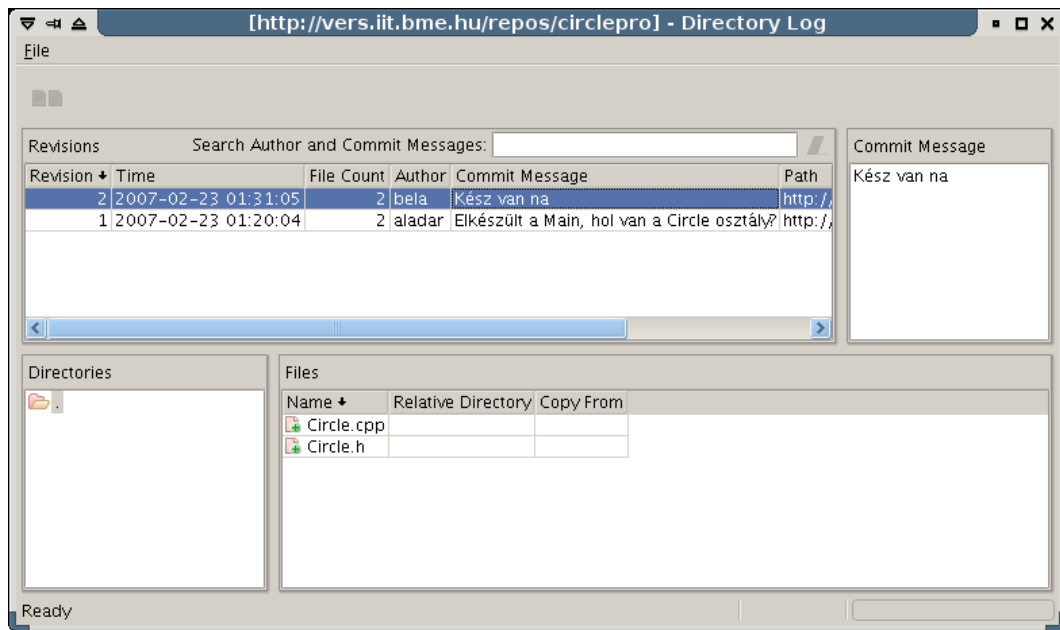 [http://vers.iit.bme.hu/repos/circlepro] - Directory Log
File
Revisions Search Author and Commit Messages:
Revision Time File Count Author Commit Message Path
2 2007-02-23 01:31:05 2 bela Kész van na http:/
1 2007-02-23 01:20:04 2 aladar Elkészült a Main, hol van a Circle osztály? http:/
Commit Message
Kész van na
Directories
.
Files
Name Relative Directory Copy From
Circle.cpp
Circle.h
Ready